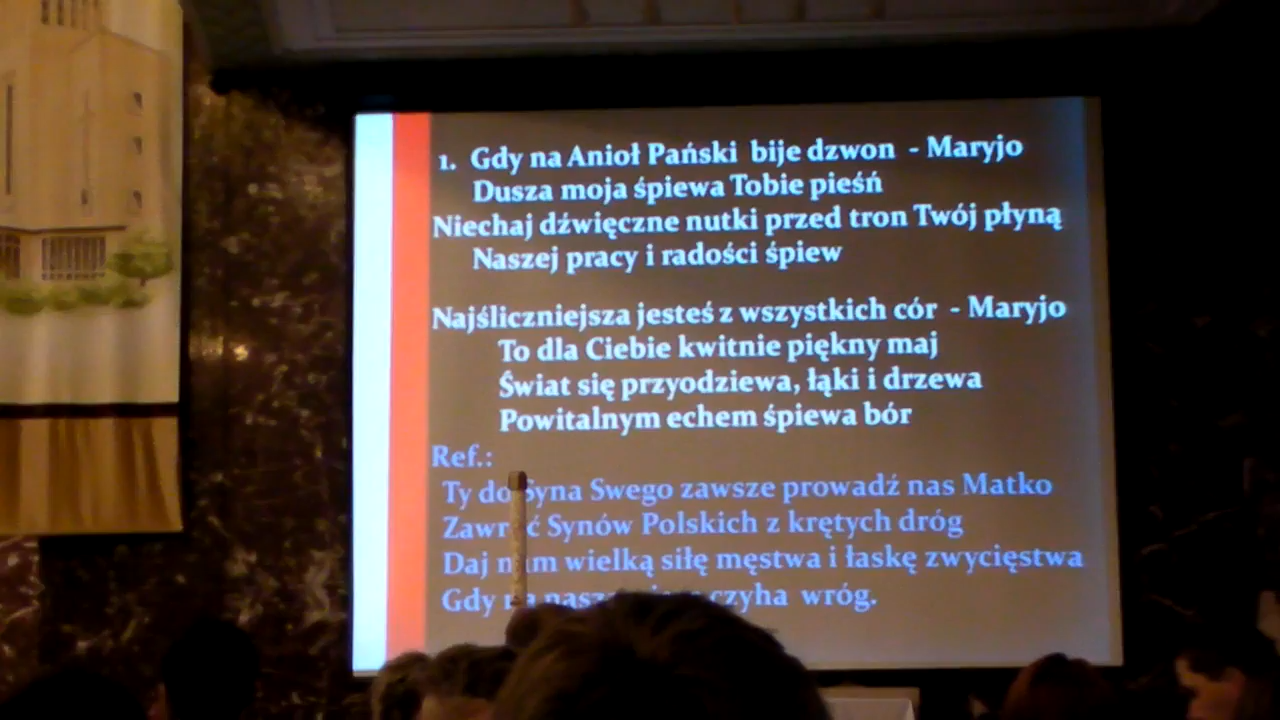 1. Gdy na Anioł Pański bije dzwon - Maryjo
Dusza moja śpiewa Tobie pieśń
Niechaj dźwięczne nutki przed tron Twój płyną
Naszej pracy i radości śpiew
Najśliczniejsza jesteś z wszystkich cór - Maryjo
To dla Ciebie kwitnie piękny maj
Świat się przyodziewa, łąki i drzewa
Powitalnym echem śpiewa bór
Ref.:
Ty do Syna Swego zawsze prowadź nas Matko
Zawróć Synów Polskich z krętych dróg
Daj nam wielką siłę męstwa i łaskę zwycięstwa
Gdy na czyha wróg.